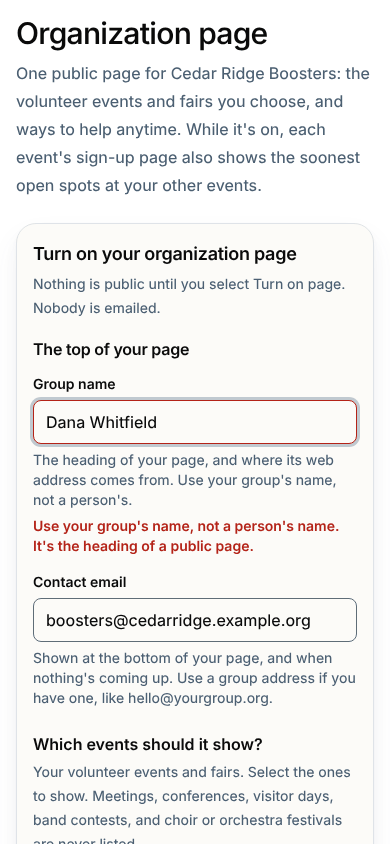 Organization page
One public page for Cedar Ridge Boosters: the
volunteer events and fairs you choose, and
ways to help anytime. While it's on, each
event's sign-up page also shows the soonest
open spots at your other events.
Turn on your organization page
Nothing is public until you select Turn on page.
Nobody is emailed.
The top of your page
Group name
Dana Whitfield
The heading of your page, and where its web
address comes from. Use your group's name,
not a person's.
Use your group's name, not a person's name.
It's the heading of a public page.
Contact email
boosters@cedarridge.example.org
Shown at the bottom of your page, and when
nothing's coming up. Use a group address if you
have one, like hello@yourgroup.org.
Which events should it show?
Your volunteer events and fairs. Select the ones
to show. Meetings, conferences, visitor days,
band contests, and choir or orchestra festivals
are never listed